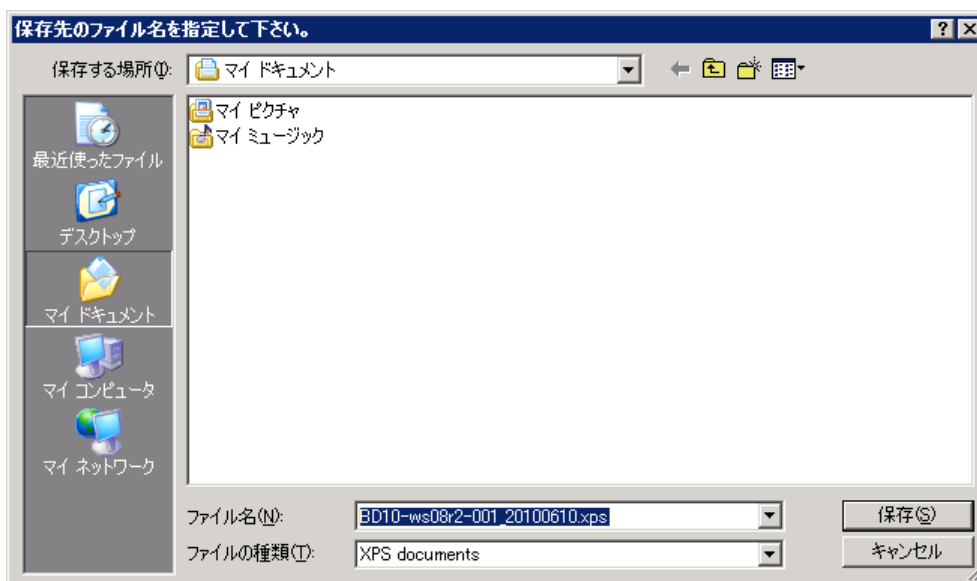 保存先のファイル名を指定して下さい。
保存する場所(I):
マイ ドキュメント
最近使ったファイル
デスクトップ
マイ ドキュメント
マイ コンピュータ
マイ ネットワーク
マイ ピクチャ
マイ ミュージック
ファイル名(N):
BD10-ws08r2-001_20100610.xps
保存(S)
ファイルの種類(T):
XPS documents
キャンセル